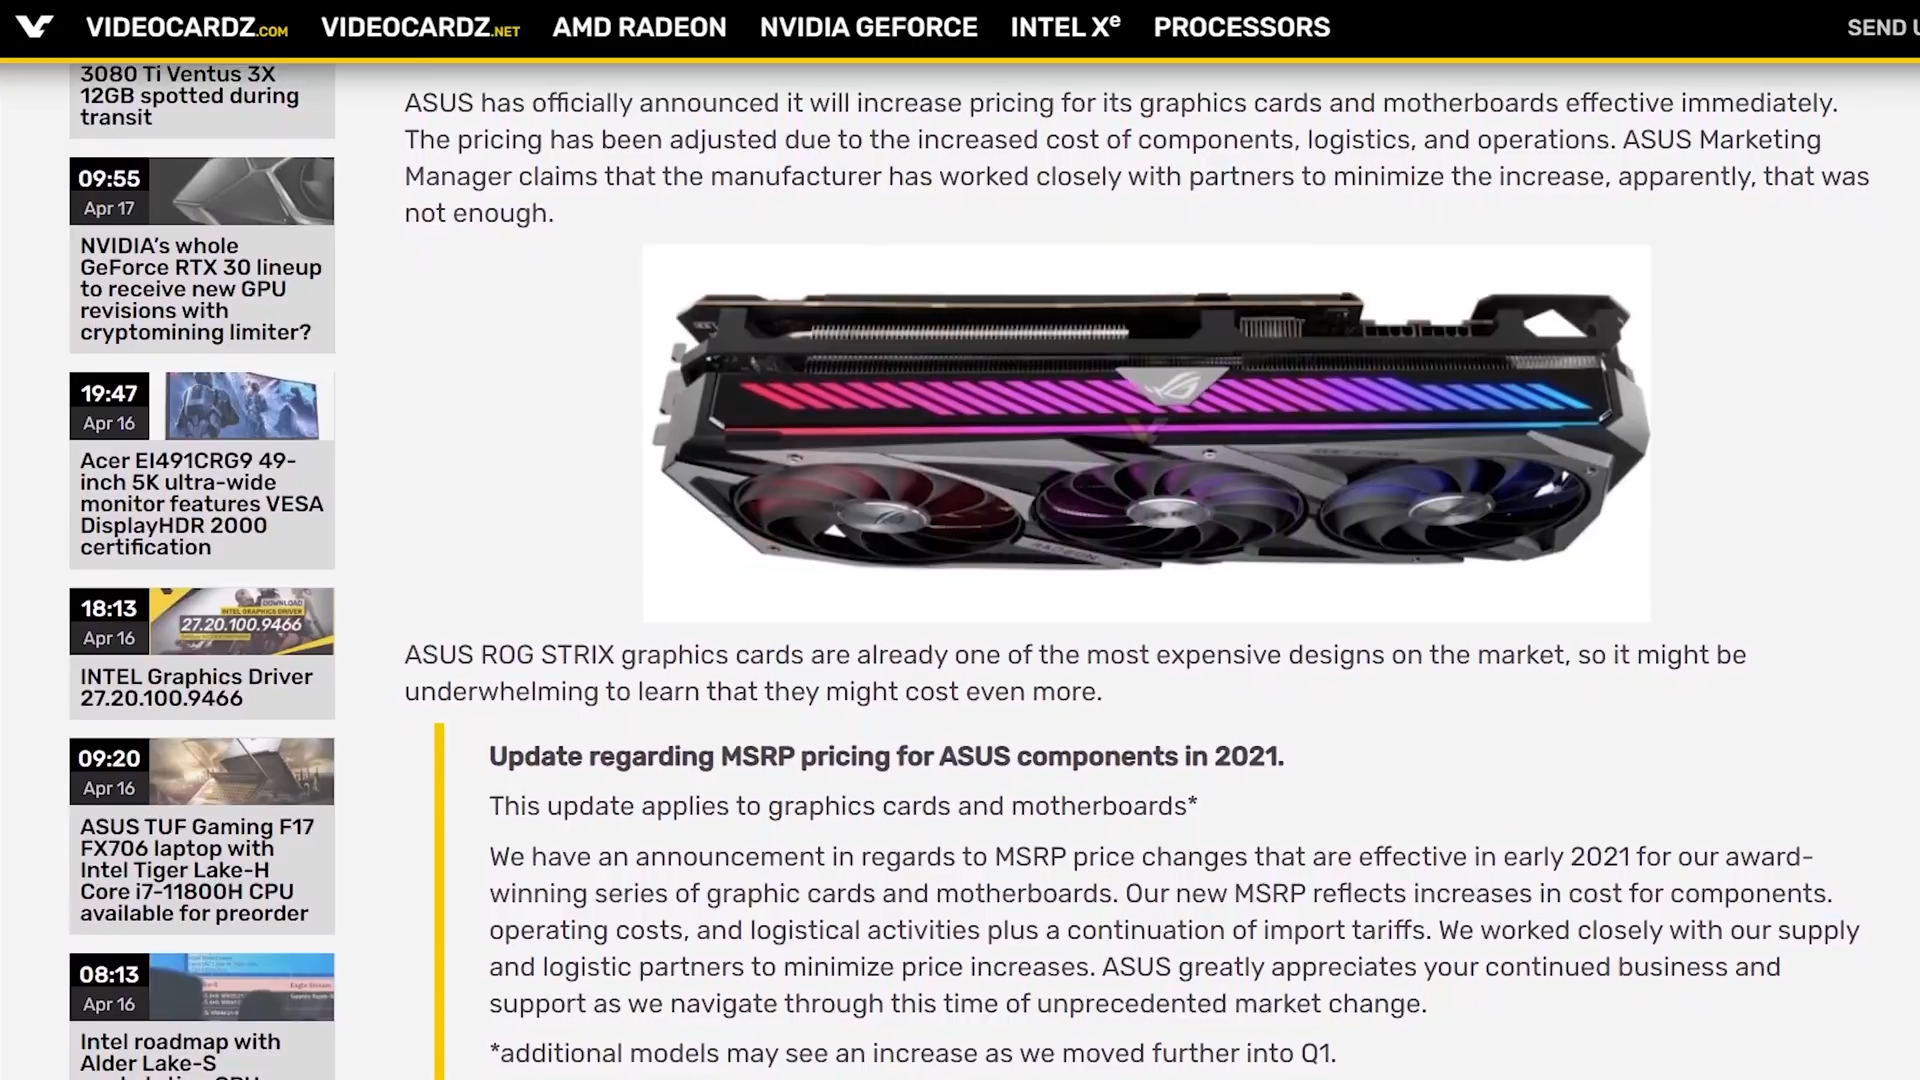 VIDEOCARDZ.COM
VIDEOCARDZ.NET
AMD RADEON
NVIDIA GEFORCE
INTEL Xe
PROCESSORS
SEND U
3080 Ti Ventus 3X
12GB spotted during
transit
09:55
Apr 17
NVIDIA's whole
GeForce RTX 30 lineup
to receive new GPU
revisions with
cryptomining limiter?
19:47
Apr 16
Acer EI491CRG9 49-
inch 5K ultra-wide
monitor features VESA
DisplayHDR 2000
certification
18:13
Apr 16
DOWNLOAD
INTEL GRAPHICS DRIVER
27.20.100.9466
INTEL Graphics Driver
27.20.100.9466
09:20
Apr 16
ASUS TUF Gaming F17
FX706 laptop with
Intel Tiger Lake-H
Core i7-11800H CPU
available for preorder
08:13
Apr 16
Intel roadmap with
Alder Lake-S
ASUS has officially announced it will increase pricing for its graphics cards and motherboards effective immediately.
The pricing has been adjusted due to the increased cost of components, logistics, and operations. ASUS Marketing
Manager claims that the manufacturer has worked closely with partners to minimize the increase, apparently, that was
not enough.
RADEON
ASUS ROG STRIX graphics cards are already one of the most expensive designs on the market, so it might be
underwhelming to learn that they might cost even more.
Update regarding MSRP pricing for ASUS components in 2021.
This update applies to graphics cards and motherboards*
We have an announcement in regards to MSRP price changes that are effective in early 2021 for our award-
winning series of graphic cards and motherboards. Our new MSRP reflects increases in cost for components.
operating costs, and logistical activities plus a continuation of import tariffs. We worked closely with our supply
and logistic partners to minimize price increases. ASUS greatly appreciates your continued business and
support as we navigate through this time of unprecedented market change.
*additional models may see an increase as we moved further into Q1.